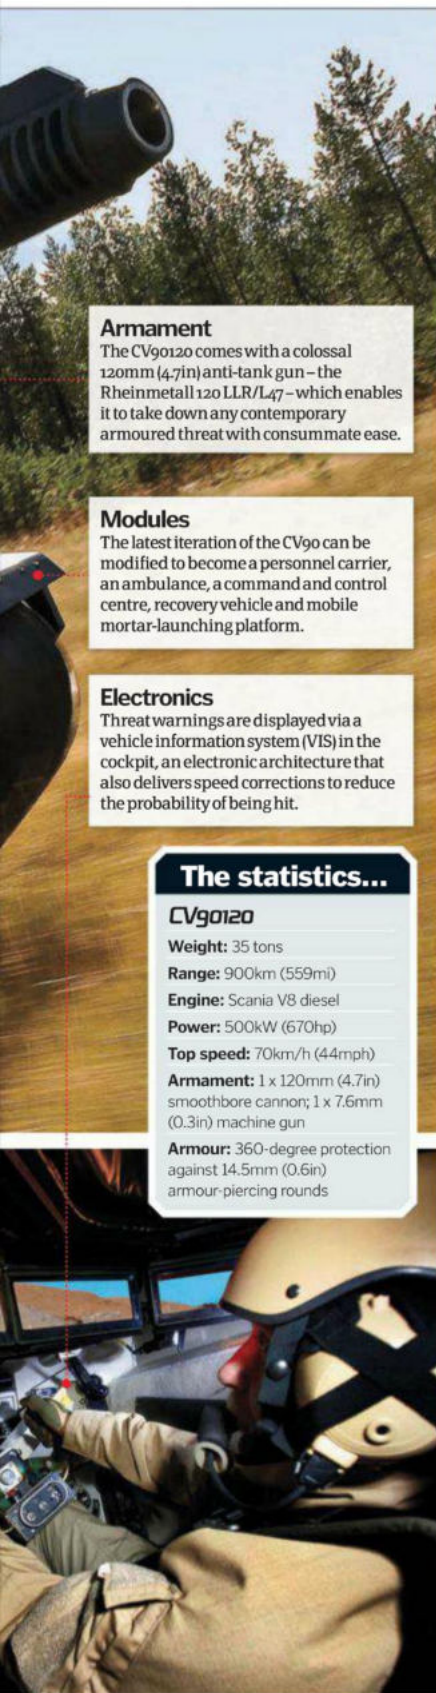 Armament
The CV90120 comes with a colossal
120mm (4.7in) anti-tank gun – the
Rheinmetall 120 LLR/L47 – which enables
it to take down any contemporary
armoured threat with consummate ease.
Modules
The latest iteration of the CV90 can be
modified to become a personnel carrier,
an ambulance, a command and control
centre, recovery vehicle and mobile
mortar-launching platform.
Electronics
Threat warnings are displayed via a
vehicle information system (VIS) in the
cockpit, an electronic architecture that
also delivers speed corrections to reduce
the probability of being hit.
The statistics...
CV90120
Weight: 35 tons
Range: 900km (559mi)
Engine: Scania V8 diesel
Power: 500kW (670hp)
Top speed: 70km/h (44mph)
Armament: 1 x 120mm (4.7in)
smoothbore cannon; 1 x 7.6mm
(0.3in) machine gun
Armour: 360-degree protection
against 14.5mm (0.6in)
armour-piercing rounds